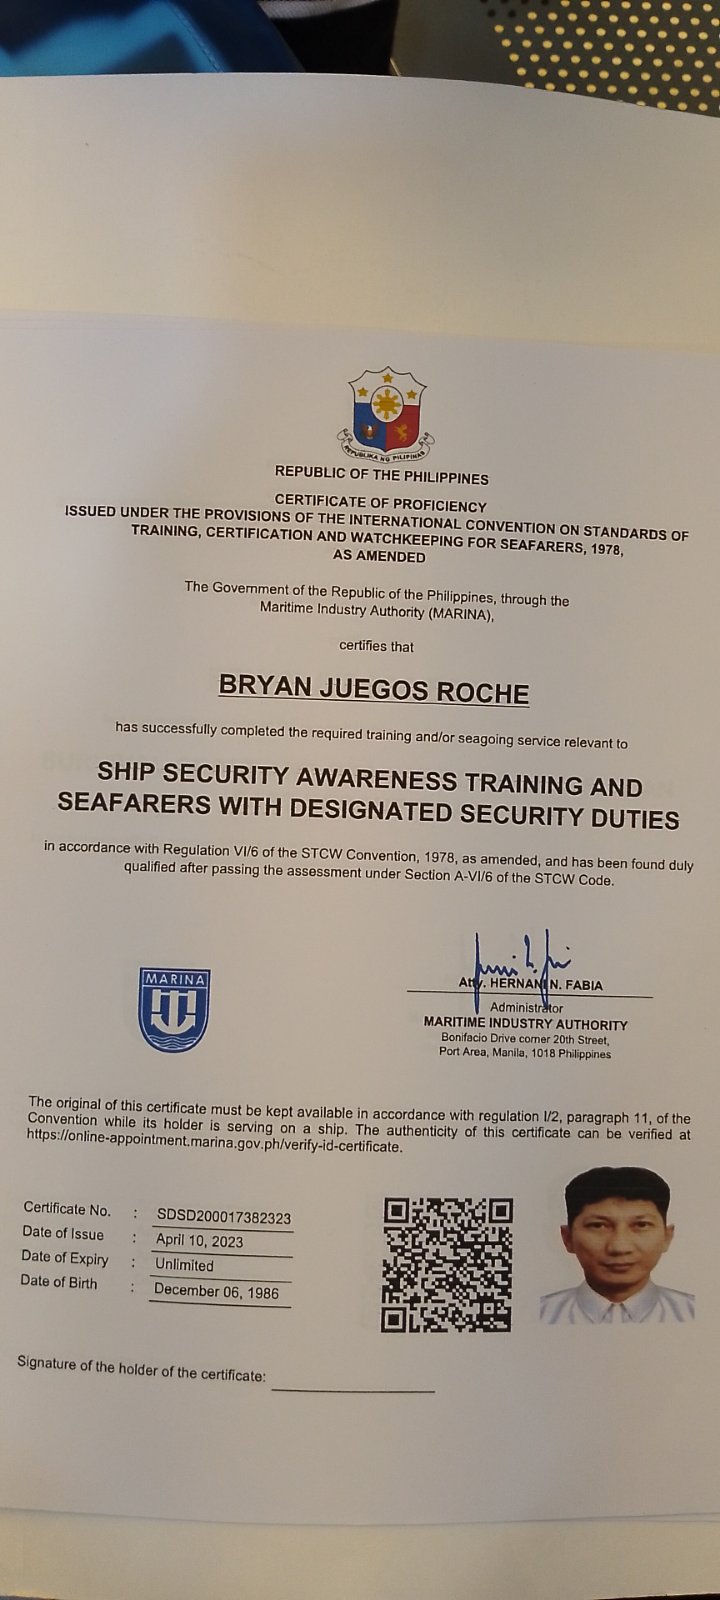 REPUBLIKA NG PILIPINAS
REPUBLIC OF THE PHILIPPINES
CERTIFICATE OF PROFICIENCY
ISSUED UNDER THE PROVISIONS OF THE INTERNATIONAL CONVENTION ON STANDARDS OF
TRAINING, CERTIFICATION AND WATCHKEEPING FOR SEAFARERS, 1978,
AS AMENDED
The Government of the Republic of the Philippines, through the
Maritime Industry Authority (MARINA),
certifies that
BRYAN JUEGOS ROCHE
has successfully completed the required training and/or seagoing service relevant to
SHIP SECURITY AWARENESS TRAINING AND
SEAFARERS WITH DESIGNATED SECURITY DUTIES
in accordance with Regulation VI/6 of the STCW Convention, 1978, as amended, and has been found duly
qualified after passing the assessment under Section A-VI/6 of the STCW Code.
MARINA
Atty. HERNANI N. FABIA
Administrator
MARITIME INDUSTRY AUTHORITY
Bonifacio Drive corner 20th Street,
Port Area, Manila, 1018 Philippines
The original of this certificate must be kept available in accordance with regulation I/2, paragraph 11, of the
Convention while its holder is serving on a ship. The authenticity of this certificate can be verified at
https://online-appointment.marina.gov.ph/verify-id-certificate.
Certificate No. : SDSD200017382323
Date of Issue : April 10, 2023
Date of Expiry : Unlimited
Date of Birth : December 06, 1986
Signature of the holder of the certificate: